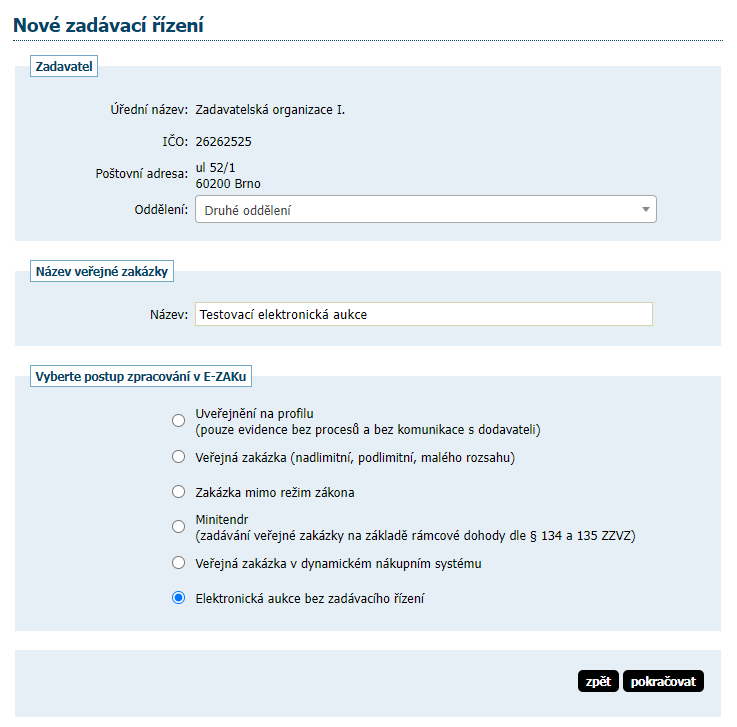 Nové zadávací řízení
Zadavatel
Úřední název: Zadavatelská organizace I.
IČO: 26262525
Poštovní adresa: ul 52/1
60200 Brno
Oddělení: Druhé oddělení
Název veřejné zakázky
Název: Testovací elektronická aukce
Vyberte postup zpracování v E-ZAKu
Uveřejnění na profilu
(pouze evidence bez procesů a bez komunikace s dodavateli)
Veřejná zakázka (nadlimitní, podlimitní, malého rozsahu)
Zakázka mimo režim zákona
Minitendr
(zadávání veřejné zakázky na základě rámcové dohody dle § 134 a 135 ZZVZ)
Veřejná zakázka v dynamickém nákupním systému
Elektronická aukce bez zadávacího řízení
zpět pokračovat